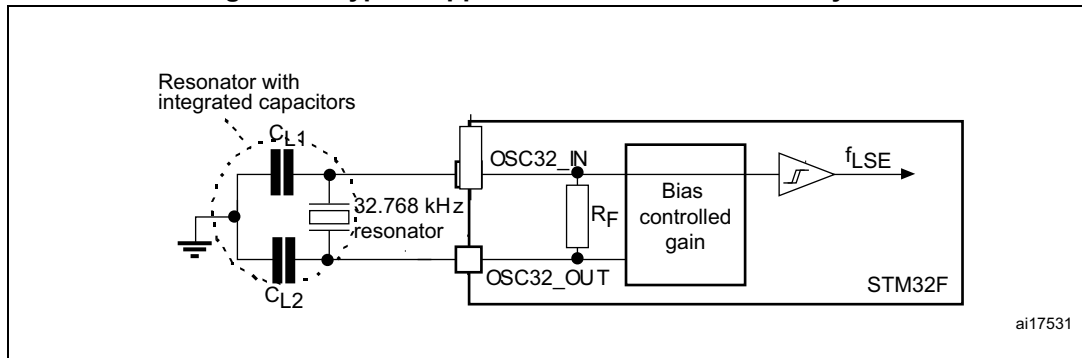 Resonator with
integrated capacitors
CL1
OSC32_IN
fLSE
32.768 kHz
resonator
RF
Bias
controlled
gain
OSC32_OUT
CL2
STM32F
ai17531